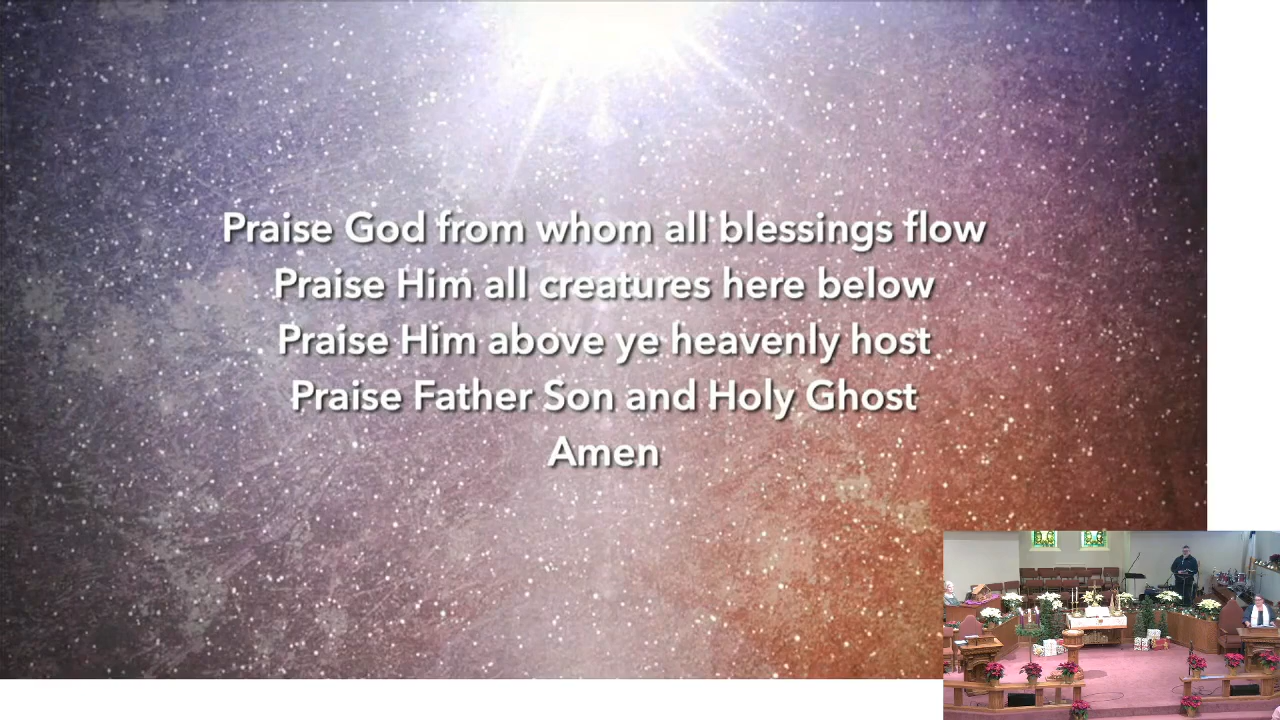 Praise God from whom all blessings flow
Praise Him all creatures here below
Praise Him above ye heavenly host
Praise Father Son and Holy Ghost
Amen